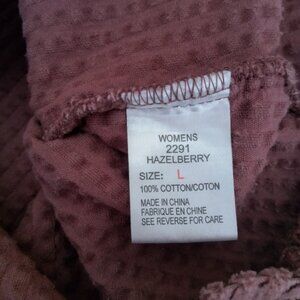 WOMENS
2291
HAZELBERRY
SIZE: L
100% COTTON/COTON
MADE IN CHINA
FABRIQUE EN CHINE
SEE REVERSE FOR CARE